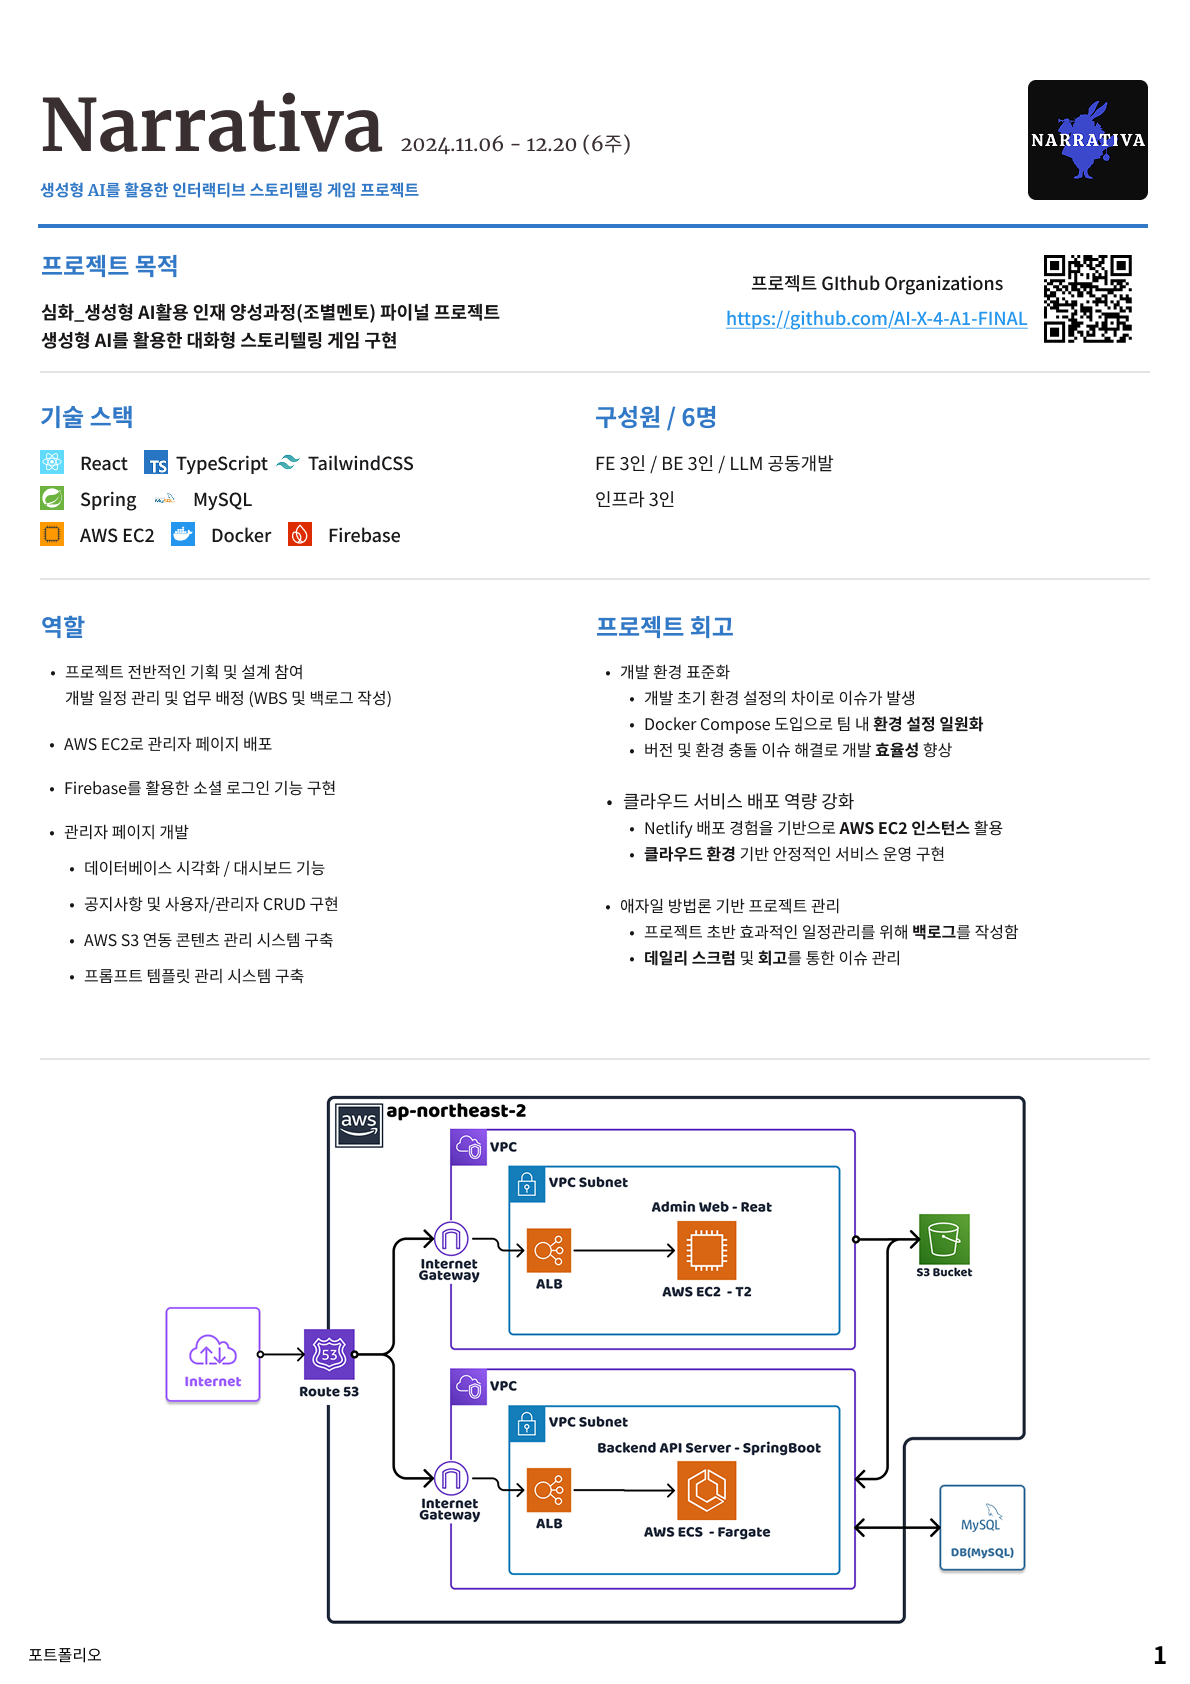 Narrativa 2024.11.06 - 12.20 (6주)
NARRATIVA
생성형 AI를 활용한 인터랙티브 스토리텔링 게임 프로젝트
프로젝트 목적
심화_생성형 AI활용 인재 양성과정(조별멘토) 파이널 프로젝트
생성형 AI를 활용한 대화형 스토리텔링 게임 구현
프로젝트 GIthub Organizations
https://github.com/AI-X-4-A1-FINAL
기술 스택
React TS TypeScript TailwindCSS
Spring MySQL MySQL
AWS EC2 Docker Firebase
구성원 / 6명
FE 3인 / BE 3인 / LLM 공동개발
인프라 3인
역할
• 프로젝트 전반적인 기획 및 설계 참여
개발 일정 관리 및 업무 배정 (WBS 및 백로그 작성)
• AWS EC2로 관리자 페이지 배포
• Firebase를 활용한 소셜 로그인 기능 구현
• 관리자 페이지 개발
• 데이터베이스 시각화 / 대시보드 기능
• 공지사항 및 사용자/관리자 CRUD 구현
• AWS S3 연동 콘텐츠 관리 시스템 구축
• 프롬프트 템플릿 관리 시스템 구축
프로젝트 회고
• 개발 환경 표준화
• 개발 초기 환경 설정의 차이로 이슈가 발생
• Docker Compose 도입으로 팀 내 환경 설정 일원화
• 버전 및 환경 충돌 이슈 해결로 개발 효율성 향상
• 클라우드 서비스 배포 역량 강화
• Netlify 배포 경험을 기반으로 AWS EC2 인스턴스 활용
• 클라우드 환경 기반 안정적인 서비스 운영 구현
• 애자일 방법론 기반 프로젝트 관리
• 프로젝트 초반 효과적인 일정관리를 위해 백로그를 작성함
• 데일리 스크럼 및 회고를 통한 이슈 관리
aws ap-northeast-2
VPC
VPC Subnet
Admin Web - Reat
Internet
Gateway
ALB
AWS EC2 - T2
S3 Bucket
Internet
53
Route 53
VPC
VPC Subnet
Backend API Server - SpringBoot
Internet
Gateway
ALB
AWS ECS - Fargate
MySQL
DB(MySQL)
포트폴리오
1